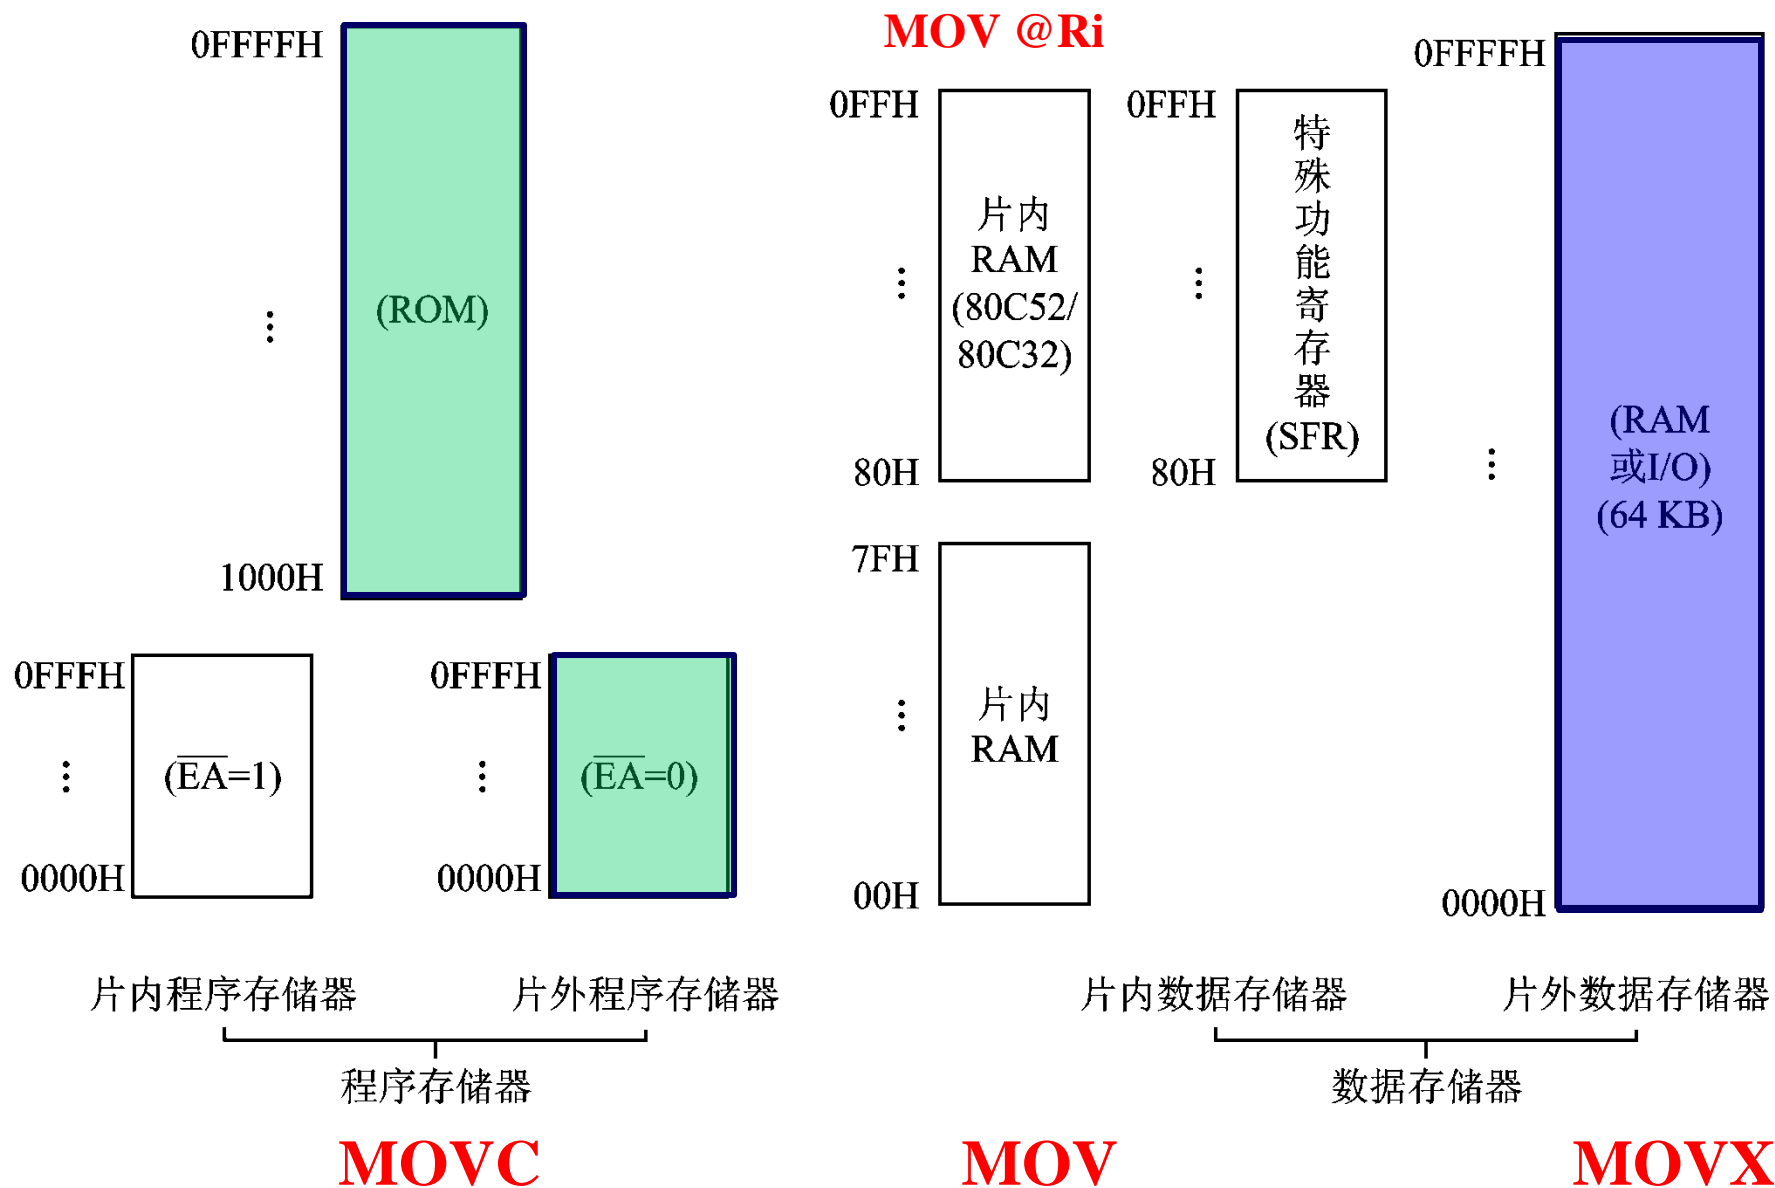 MOV @Ri
0FFFFH
(ROM)
⋮
1000H
0FFFH
⋮
0000H
(E̅A̅=1)
0FFFH
⋮
0000H
(E̅A̅=0)
0FFH
⋮
80H
片内
RAM
(80C52/
80C32)
0FFH
⋮
80H
特
殊
功
能
寄
存
器
(SFR)
7FH
⋮
00H
片内
RAM
0FFFFH
⋮
0000H
(RAM
或I/O)
(64 KB)
片内程序存储器
片外程序存储器
片内数据存储器
片外数据存储器
程序存储器
数据存储器
MOVC
MOV
MOVX